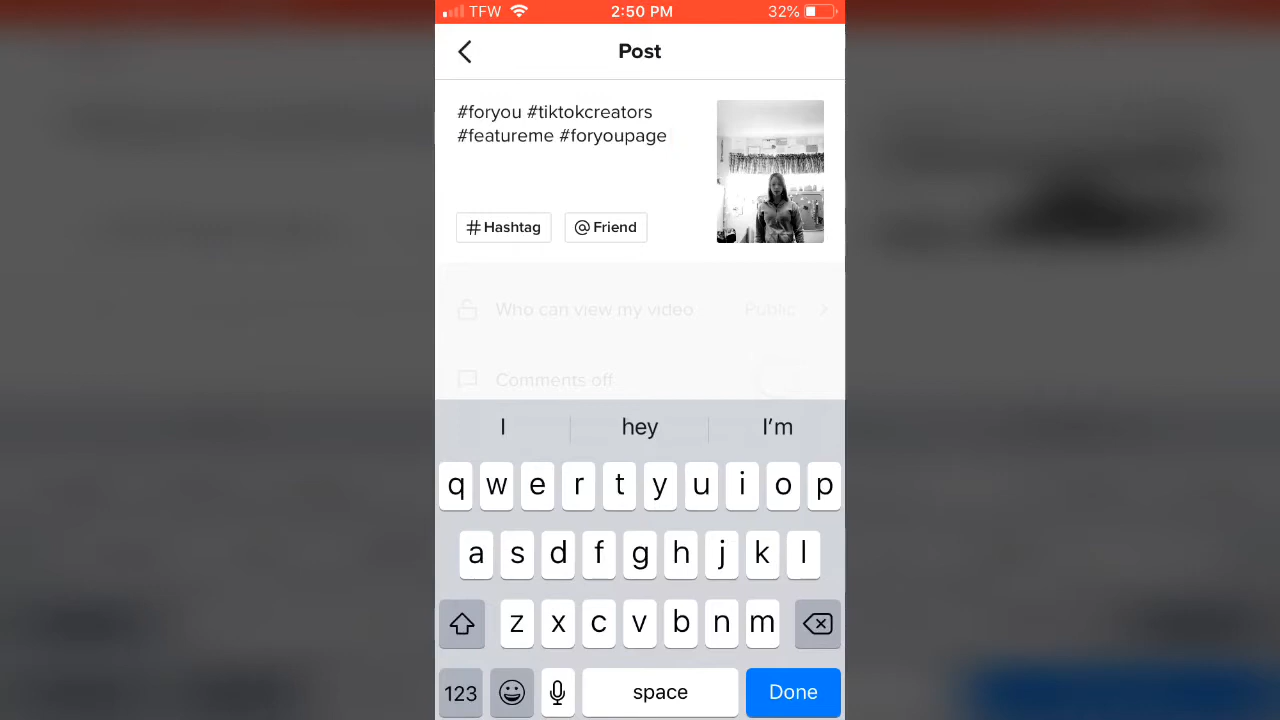 TFW 2:50 PM 32%
Post
#foryou #tiktokcreators
#featureme #foryoupage
#Hashtag @Friend
Who can view my video Public
Comments off
I hey I'm
q w e r t y u i o p
a s d f g h j k l
z x c v b n m
123 space Done